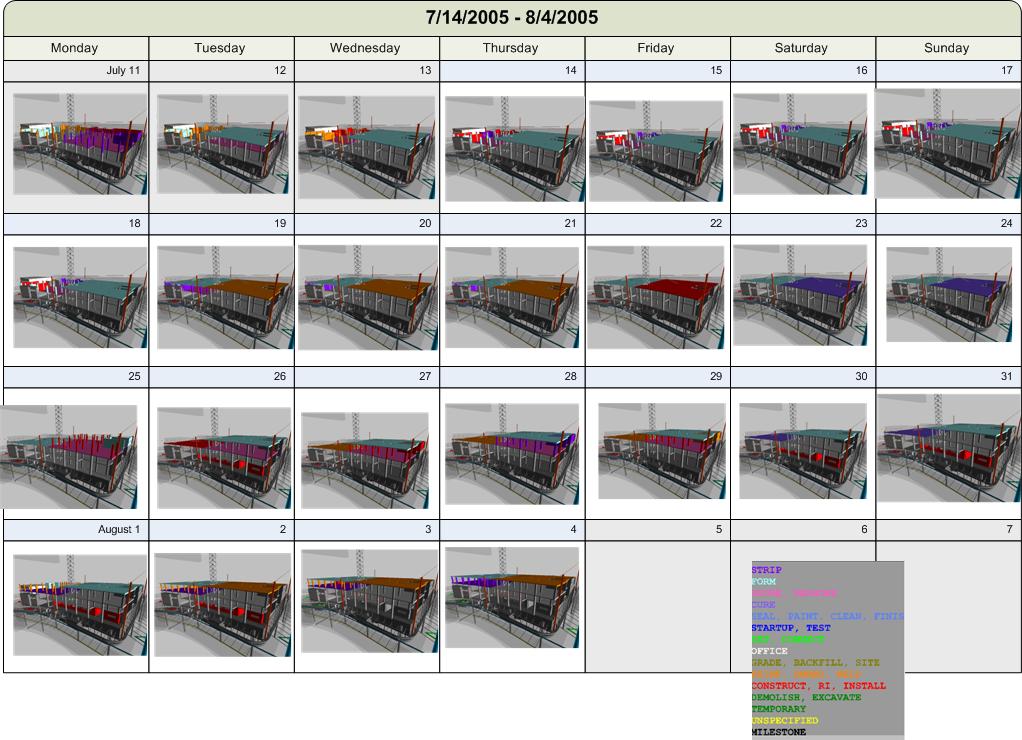 7/14/2005 - 8/4/2005
Monday Tuesday Wednesday Thursday Friday Saturday Sunday
July 11 12 13 14 15 16 17
18 19 20 21 22 23 24
25 26 27 28 29 30 31
August 1 2 3 4 5 6 7
STRIP
FORM
CURE
SEAL, PAINT, CLEAN, FINIS
STARTUP, TEST
OFFICE
GRADE, BACKFILL, SITE
CONSTRUCT, RI, INSTALL
DEMOLISH, EXCAVATE
TEMPORARY
UNSPECIFIED
MILESTONE